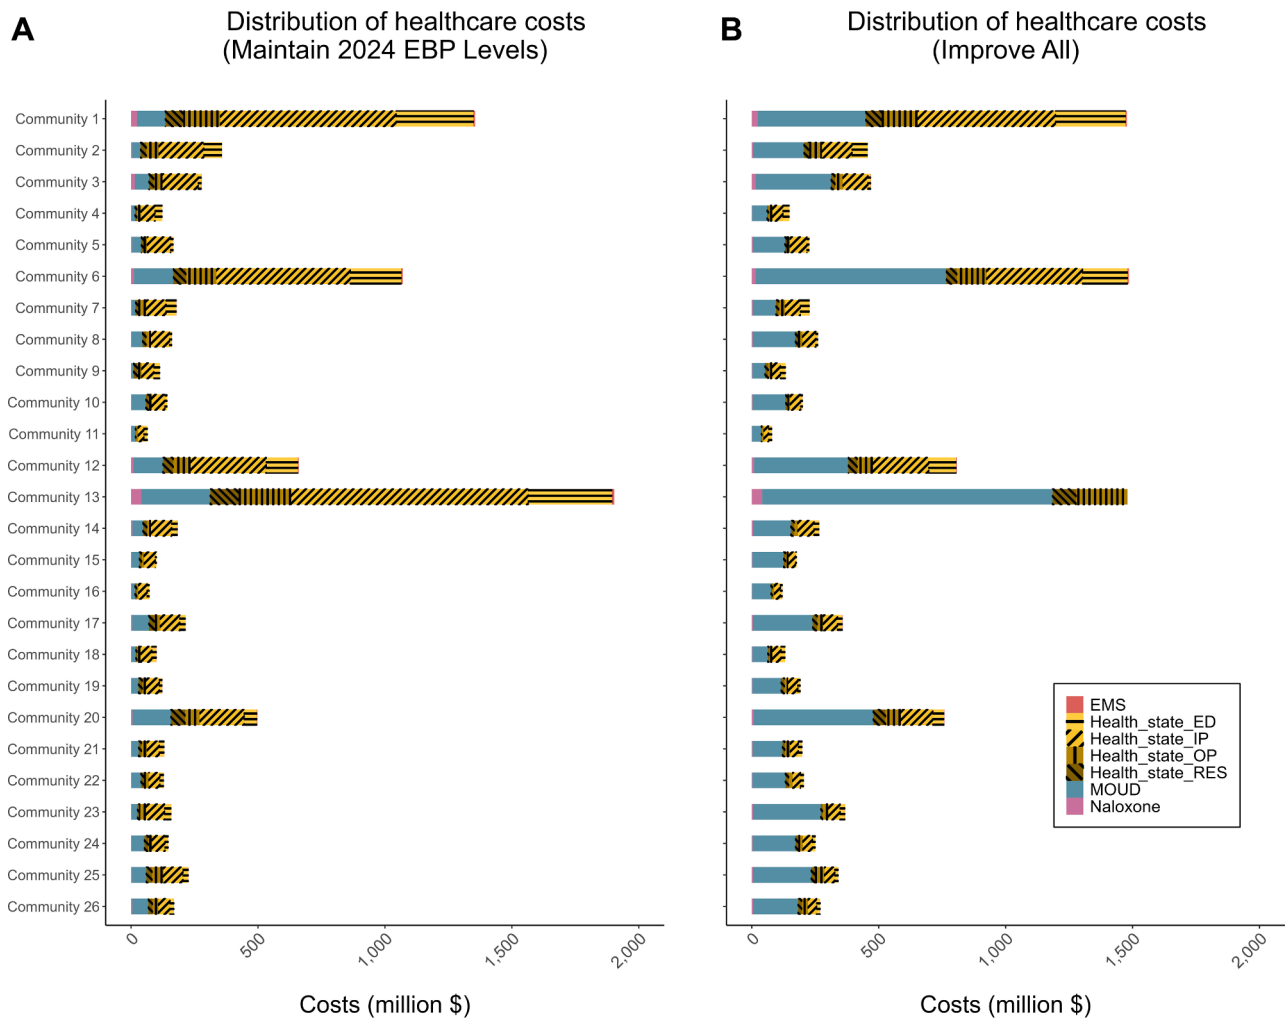 A
Distribution of healthcare costs
(Maintain 2024 EBP Levels)
Community 1
Community 2
Community 3
Community 4
Community 5
Community 6
Community 7
Community 8
Community 9
Community 10
Community 11
Community 12
Community 13
Community 14
Community 15
Community 16
Community 17
Community 18
Community 19
Community 20
Community 21
Community 22
Community 23
Community 24
Community 25
Community 26
0
500
1,000
1,500
2,000
Costs (million $)
B
Distribution of healthcare costs
(Improve All)
EMS
Health_state_ED
Health_state_IP
Health_state_OP
Health_state_RES
MOUD
Naloxone
0
500
1,000
1,500
2,000
Costs (million $)